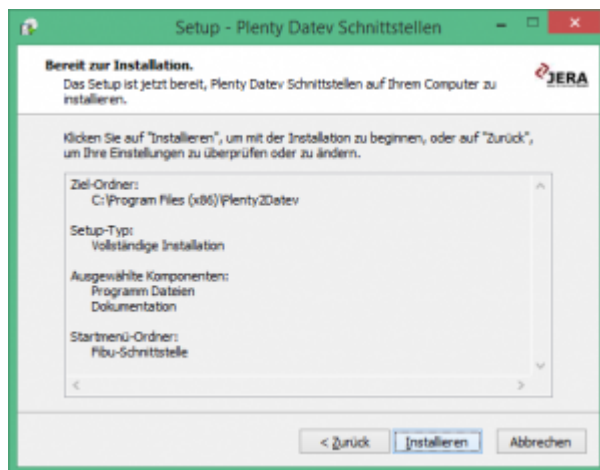 Setup - Plenty Datev Schnittstellen
Bereit zur Installation.
Das Setup ist jetzt bereit, Plenty Datev Schnittstellen auf Ihrem Computer zu
installieren.
JERA
Klicken Sie auf "Installieren", um mit der Installation zu beginnen, oder auf "Zurück",
um Ihre Einstellungen zu überprüfen oder zu ändern.
Ziel-Ordner:
C:\Program Files (x86)\Plenty2Datev
Setup-Typ:
Vollständige Installation
Ausgewählte Komponenten:
Programm Dateien
Dokumentation
Startmenü-Ordner:
Fibu-Schnittstelle
< Zurück
Installieren
Abbrechen